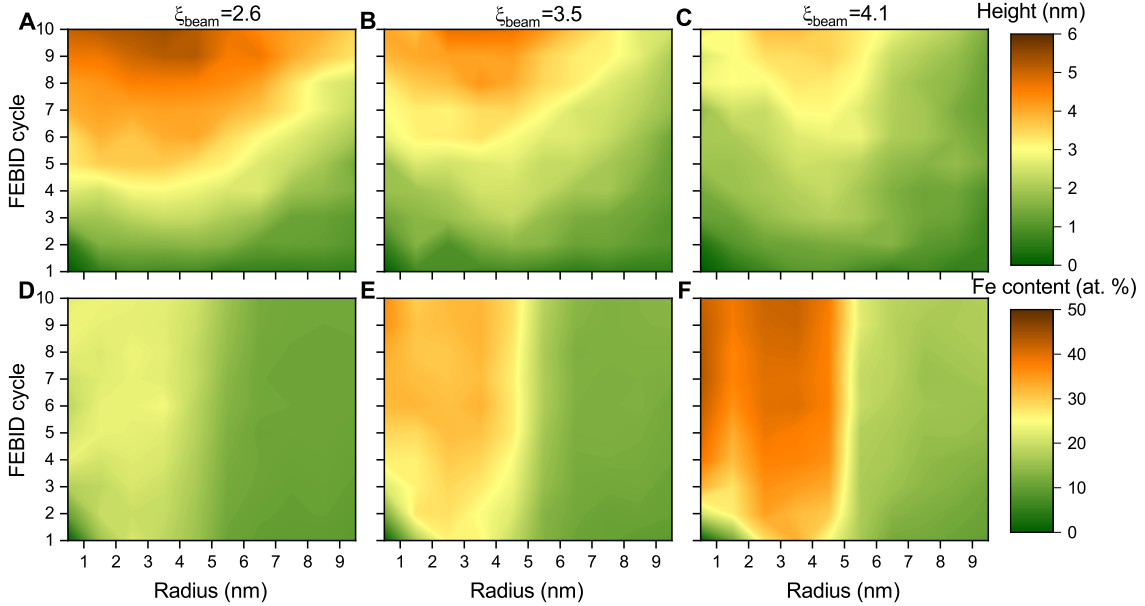 A
ξbeam=2.6
B
ξbeam=3.5
C
ξbeam=4.1
Height (nm)
FEBID cycle
10
9
8
7
6
5
4
3
2
1
6
5
4
3
2
1
0
D
E
F
Fe content (at. %)
FEBID cycle
10
9
8
7
6
5
4
3
2
1
50
40
30
20
10
0
1 2 3 4 5 6 7 8 9
1 2 3 4 5 6 7 8 9
1 2 3 4 5 6 7 8 9
Radius (nm)
Radius (nm)
Radius (nm)